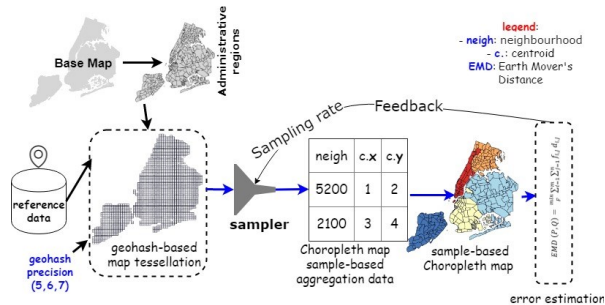 legend:
- neigh: neighbourhood
- c.: centroid
EMD: Earth Mover's
Distance
Base Map
Administrative
regions
Feedback
Sampling rate
reference
data
geohash
precision
(5,6,7)
geohash-based
map tessellation
sampler
neigh c.x c.y
5200 1 2
2100 3 4
Choropleth map
sample-based
aggregation data
sample-based
Choropleth map
error estimation